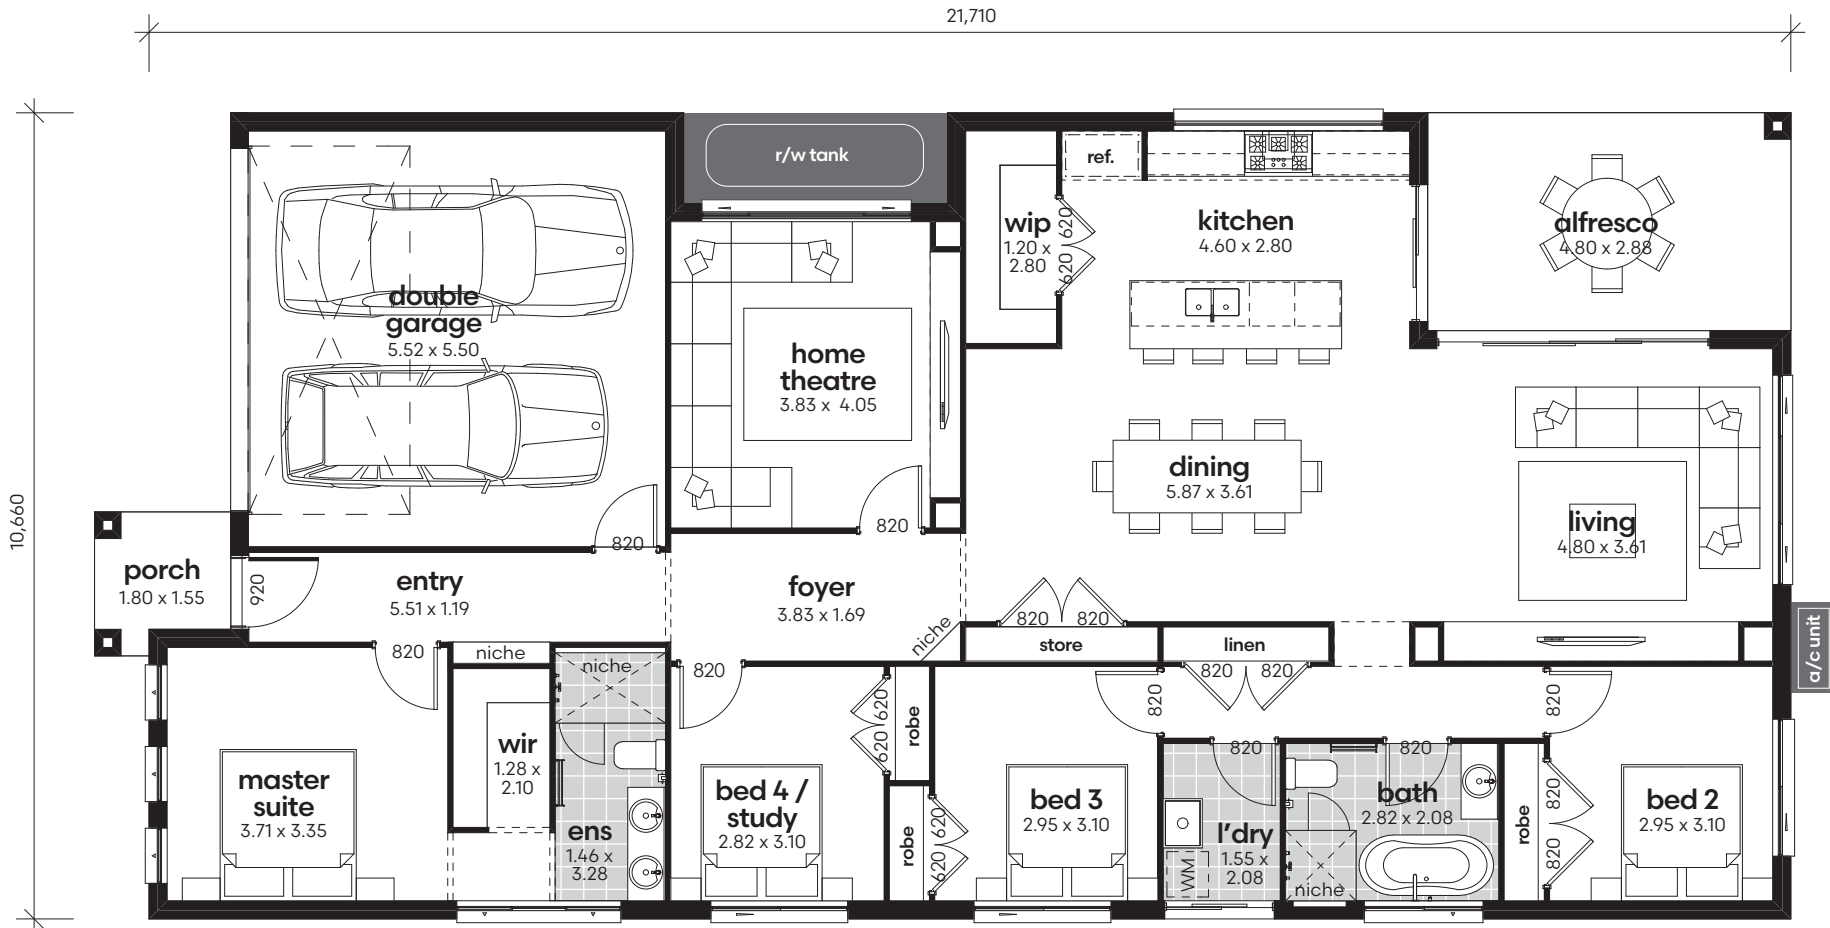 21,710
10,660
r/w tank
ref.
wip
1.20 x
2.80
620
620
kitchen
4.60 x 2.80
alfresco
4.80 x 2.88
double
garage
5.52 x 5.50
home
theatre
3.83 x 4.05
dining
5.87 x 3.61
living
4.80 x 3.61
820
820
porch
1.80 x 1.55
920
entry
5.51 x 1.19
foyer
3.83 x 1.69
niche
820
820
store
linen
a/c unit
820
niche
niche
820
620
620
robe
820
820
820
820
wir
1.28 x
2.10
master
suite
3.71 x 3.35
ens
1.46 x
3.28
bed 4 /
study
2.82 x 3.10
robe
620
620
bed 3
2.95 x 3.10
820
820
l'dry
1.55 x
2.08
WM
bath
2.82 x 2.08
niche
robe
820
820
bed 2
2.95 x 3.10